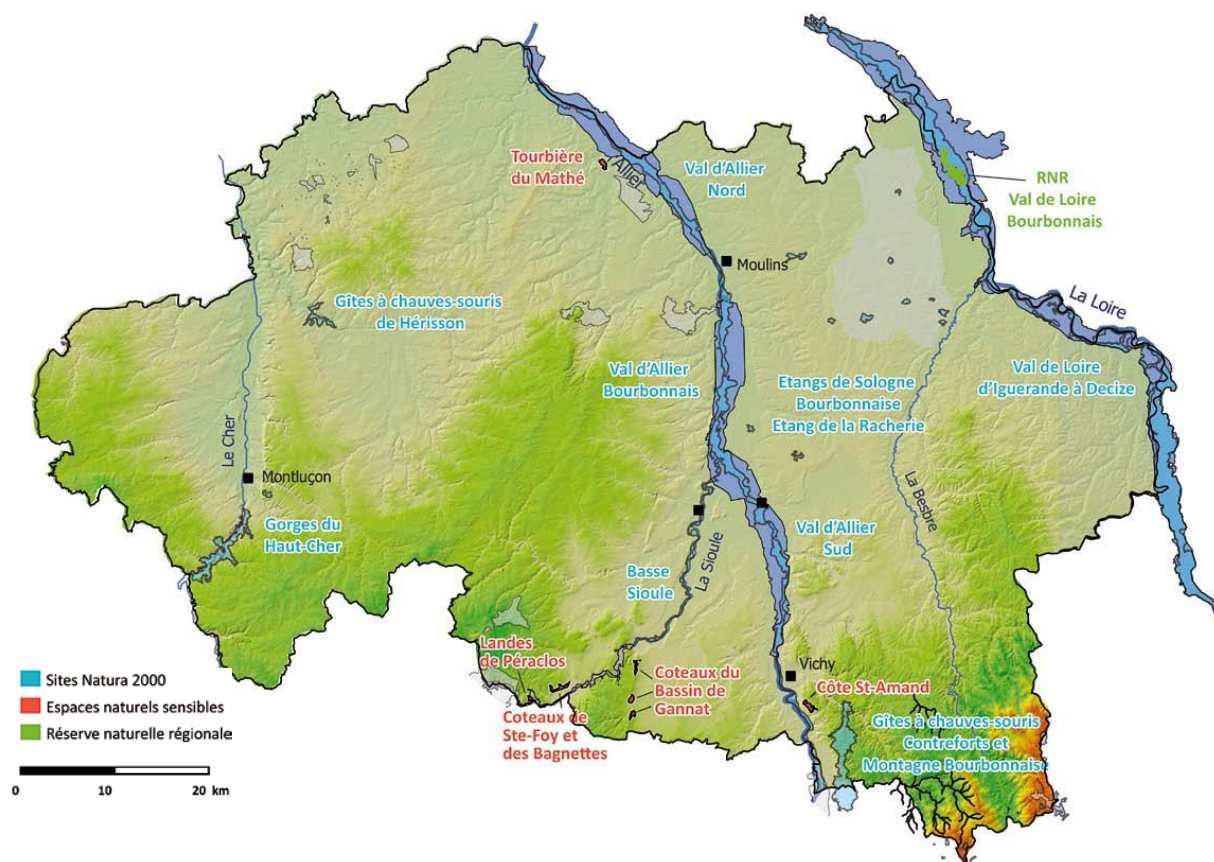 Tourbière
du Mathé
Allier
Val d'Allier
Nord
RNR
Val de Loire
Bourbonnais
Moulins
La Loire
Gîtes à chauves-souris
de Hérisson
Val d'Allier
Bourbonnais
Etangs de Sologne
Bourbonnaise
Etang de la Racherie
Val de Loire
d'Iguerande à Decize
Le Cher
Montluçon
La Besbre
Gorges du
Haut-Cher
Val d'Allier
Sud
Basse
Sioule
La Sioule
Landes
de Péraclos
Coteaux du
Bassin de
Gannat
Vichy
Côte St-Amand
Coteaux de
Ste-Foy et
des Bagnettes
Gîtes à chauves-souris
Contreforts et
Montagne Bourbonnaise
Sites Natura 2000
Espaces naturels sensibles
Réserve naturelle régionale
0 10 20 km